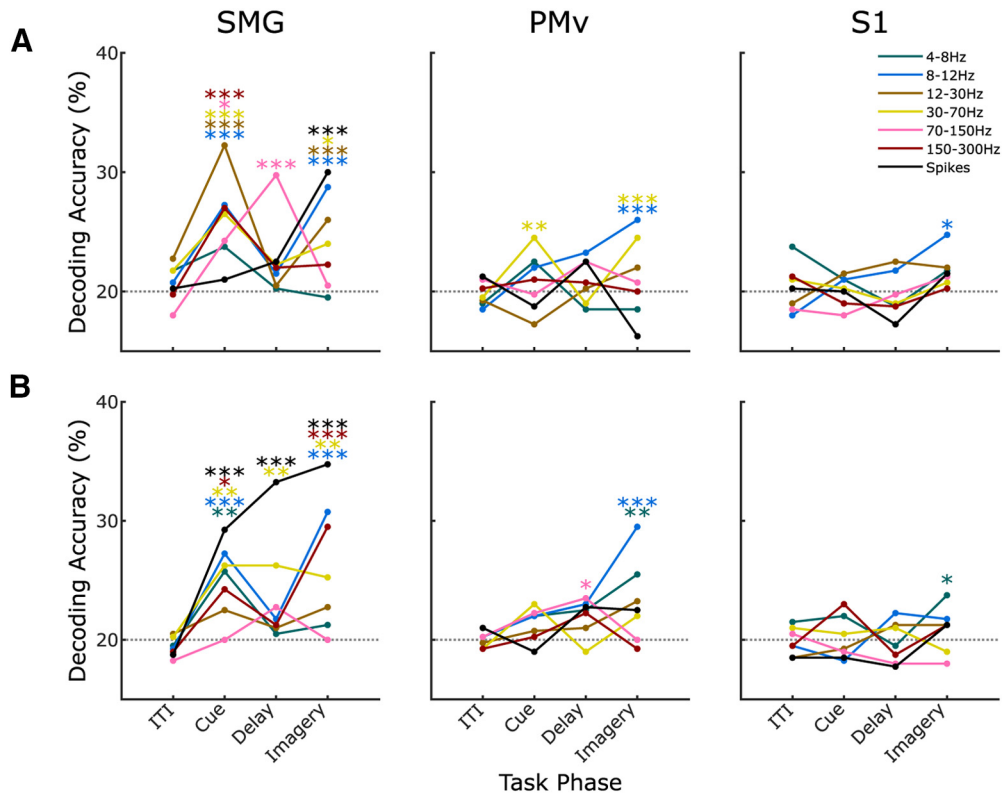 SMG
PMv
S1
A
Decoding Accuracy (%)
40
30
20
***
*
***
***
***
***
***
*
***
***
**
***
***
*
4-8Hz
8-12Hz
12-30Hz
30-70Hz
70-150Hz
150-300Hz
Spikes
B
Decoding Accuracy (%)
40
30
20
***
*
**
***
**
***
**
***
***
**
***
*
***
**
*
ITI
Cue
Delay
Imagery
ITI
Cue
Delay
Imagery
ITI
Cue
Delay
Imagery
Task Phase